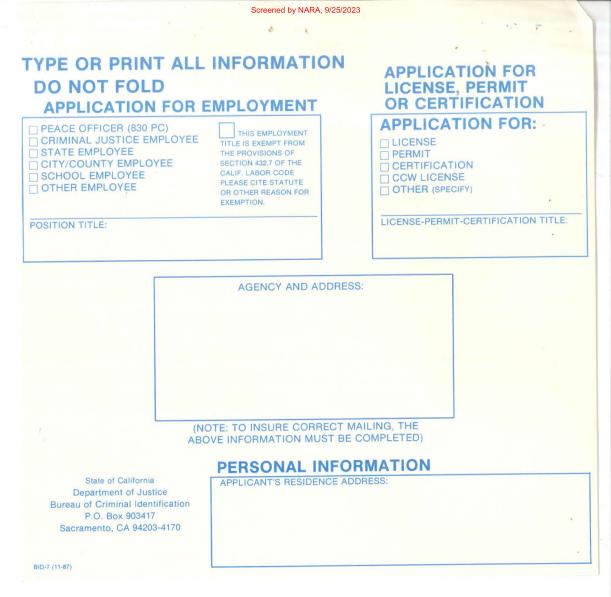 Screened by NARA, 9/25/2023
TYPE OR PRINT ALL INFORMATION
DO NOT FOLD
APPLICATION FOR EMPLOYMENT
PEACE OFFICER (830 PC)
CRIMINAL JUSTICE EMPLOYEE
STATE EMPLOYEE
CITY/COUNTY EMPLOYEE
SCHOOL EMPLOYEE
OTHER EMPLOYEE
THIS EMPLOYMENT
TITLE IS EXEMPT FROM
THE PROVISIONS OF
SECTION 432.7 OF THE
CALIF. LABOR CODE
PLEASE CITE STATUTE
OR OTHER REASON FOR
EXEMPTION.
POSITION TITLE:
APPLICATION FOR
LICENSE, PERMIT
OR CERTIFICATION
APPLICATION FOR:
LICENSE
PERMIT
CERTIFICATION
CCW LICENSE
OTHER (SPECIFY)
LICENSE-PERMIT-CERTIFICATION TITLE:
AGENCY AND ADDRESS:
(NOTE: TO INSURE CORRECT MAILING, THE
ABOVE INFORMATION MUST BE COMPLETED)
PERSONAL INFORMATION
APPLICANT'S RESIDENCE ADDRESS:
State of California
Department of Justice
Bureau of Criminal Identification
P.O. Box 903417
Sacramento, CA 94203-4170
BID-7 (11-87)